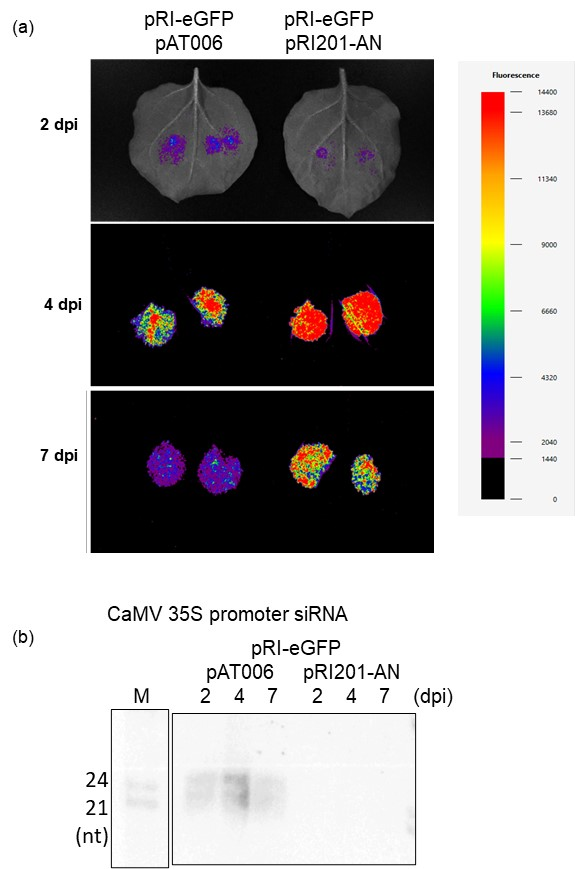 (a)
pRI-eGFP pRI-eGFP
pAT006 pRI201-AN
2 dpi
4 dpi
7 dpi
Fluorescence
14400
13680
11340
9000
6660
4320
2040
1440
0
CaMV 35S promoter siRNA
(b)
pRI-eGFP
pAT006 pRI201-AN
M 2 4 7 2 4 7 (dpi)
24
21
(nt)